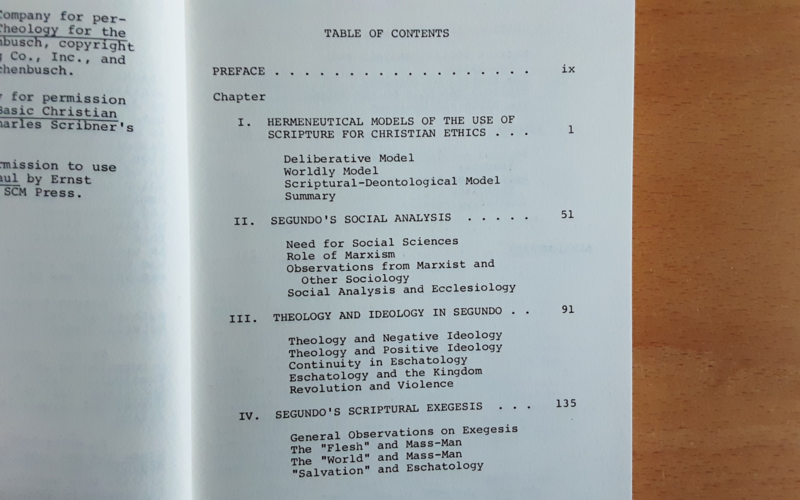 Company for per-
Theology for the
nbusch, copyright
g Co., Inc., and
chenbusch.
for permission
Basic Christian
harles Scribner's
mission to use
aul by Ernst
SCM Press.
TABLE OF CONTENTS
PREFACE . . . . . . . . . . . . . . . . . . ix
Chapter
I. HERMENEUTICAL MODELS OF THE USE OF
SCRIPTURE FOR CHRISTIAN ETHICS . . . 1
Deliberative Model
Worldly Model
Scriptural-Deontological Model
Summary
II. SEGUNDO'S SOCIAL ANALYSIS . . . . . 51
Need for Social Sciences
Role of Marxism
Observations from Marxist and
Other Sociology
Social Analysis and Ecclesiology
III. THEOLOGY AND IDEOLOGY IN SEGUNDO . . 91
Theology and Negative Ideology
Theology and Positive Ideology
Continuity in Eschatology
Eschatology and the Kingdom
Revolution and Violence
IV. SEGUNDO'S SCRIPTURAL EXEGESIS . . . 135
General Observations on Exegesis
The "Flesh" and Mass-Man
The "World" and Mass-Man
"Salvation" and Eschatology